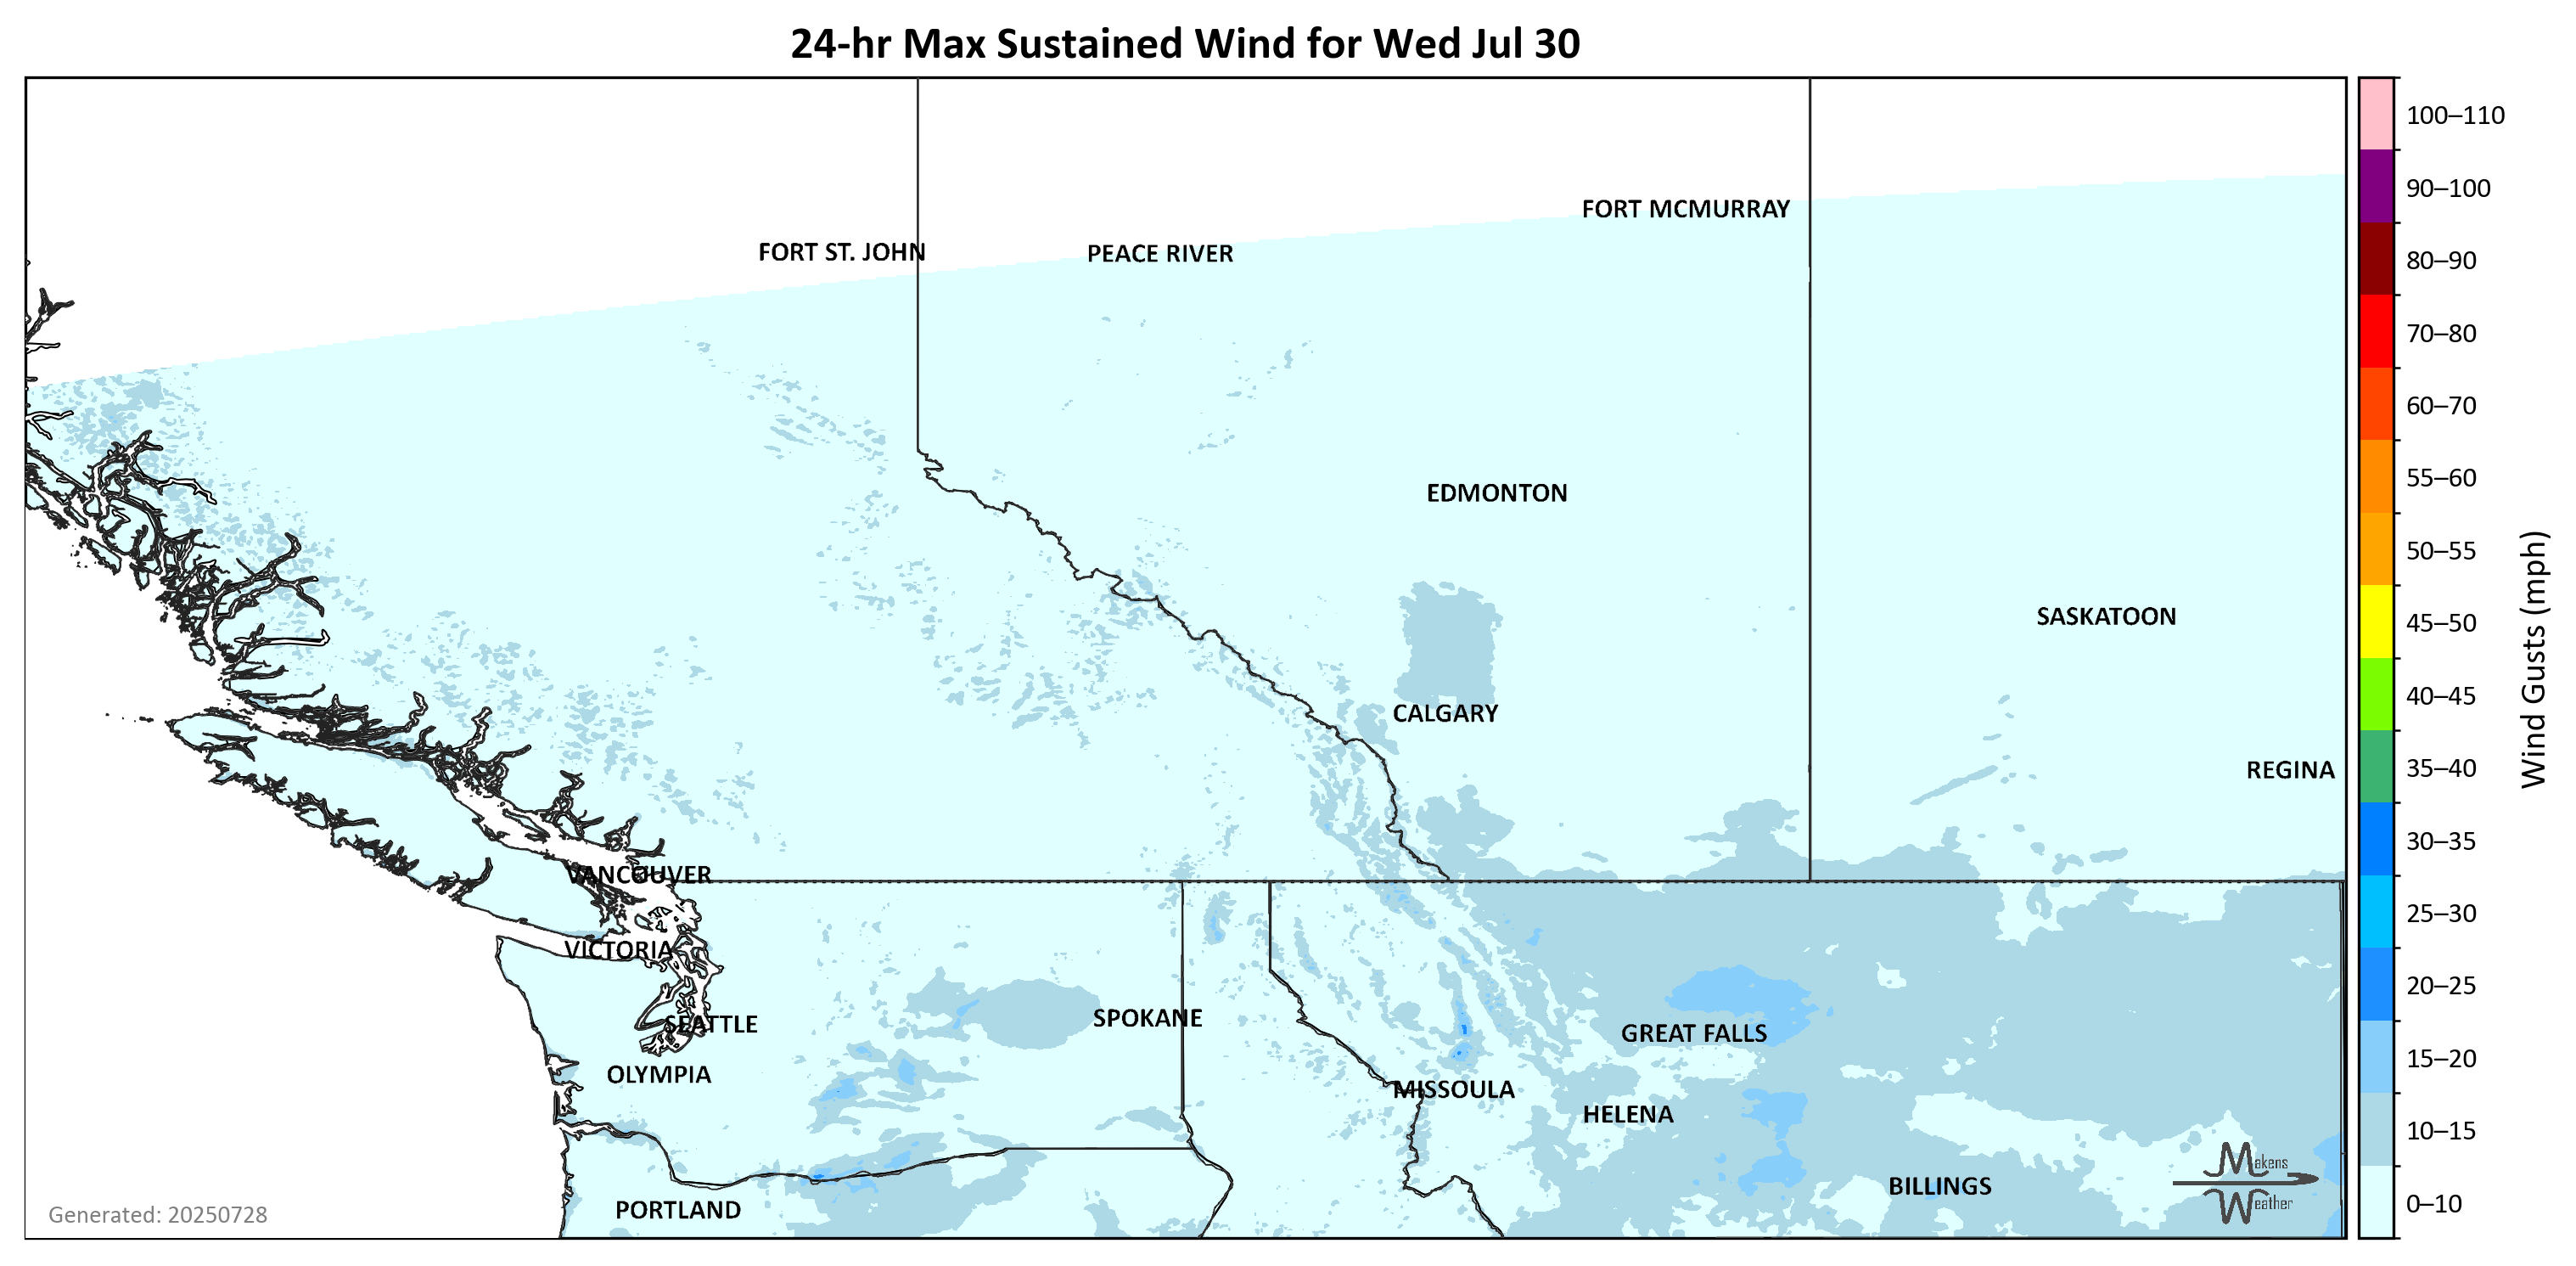 24-hr Max Sustained Wind for Wed Jul 30
100–110
90–100
80–90
70–80
60–70
55–60
50–55
45–50
40–45
35–40
30–35
25–30
20–25
15–20
10–15
0–10
Wind Gusts (mph)
FORT MCMURRAY
FORT ST. JOHN
PEACE RIVER
EDMONTON
SASKATOON
CALGARY
REGINA
VANCOUVER
VICTORIA
SEATTLE
SPOKANE
GREAT FALLS
OLYMPIA
MISSOULA
HELENA
BILLINGS
PORTLAND
Makens
Weather
Generated: 20250728